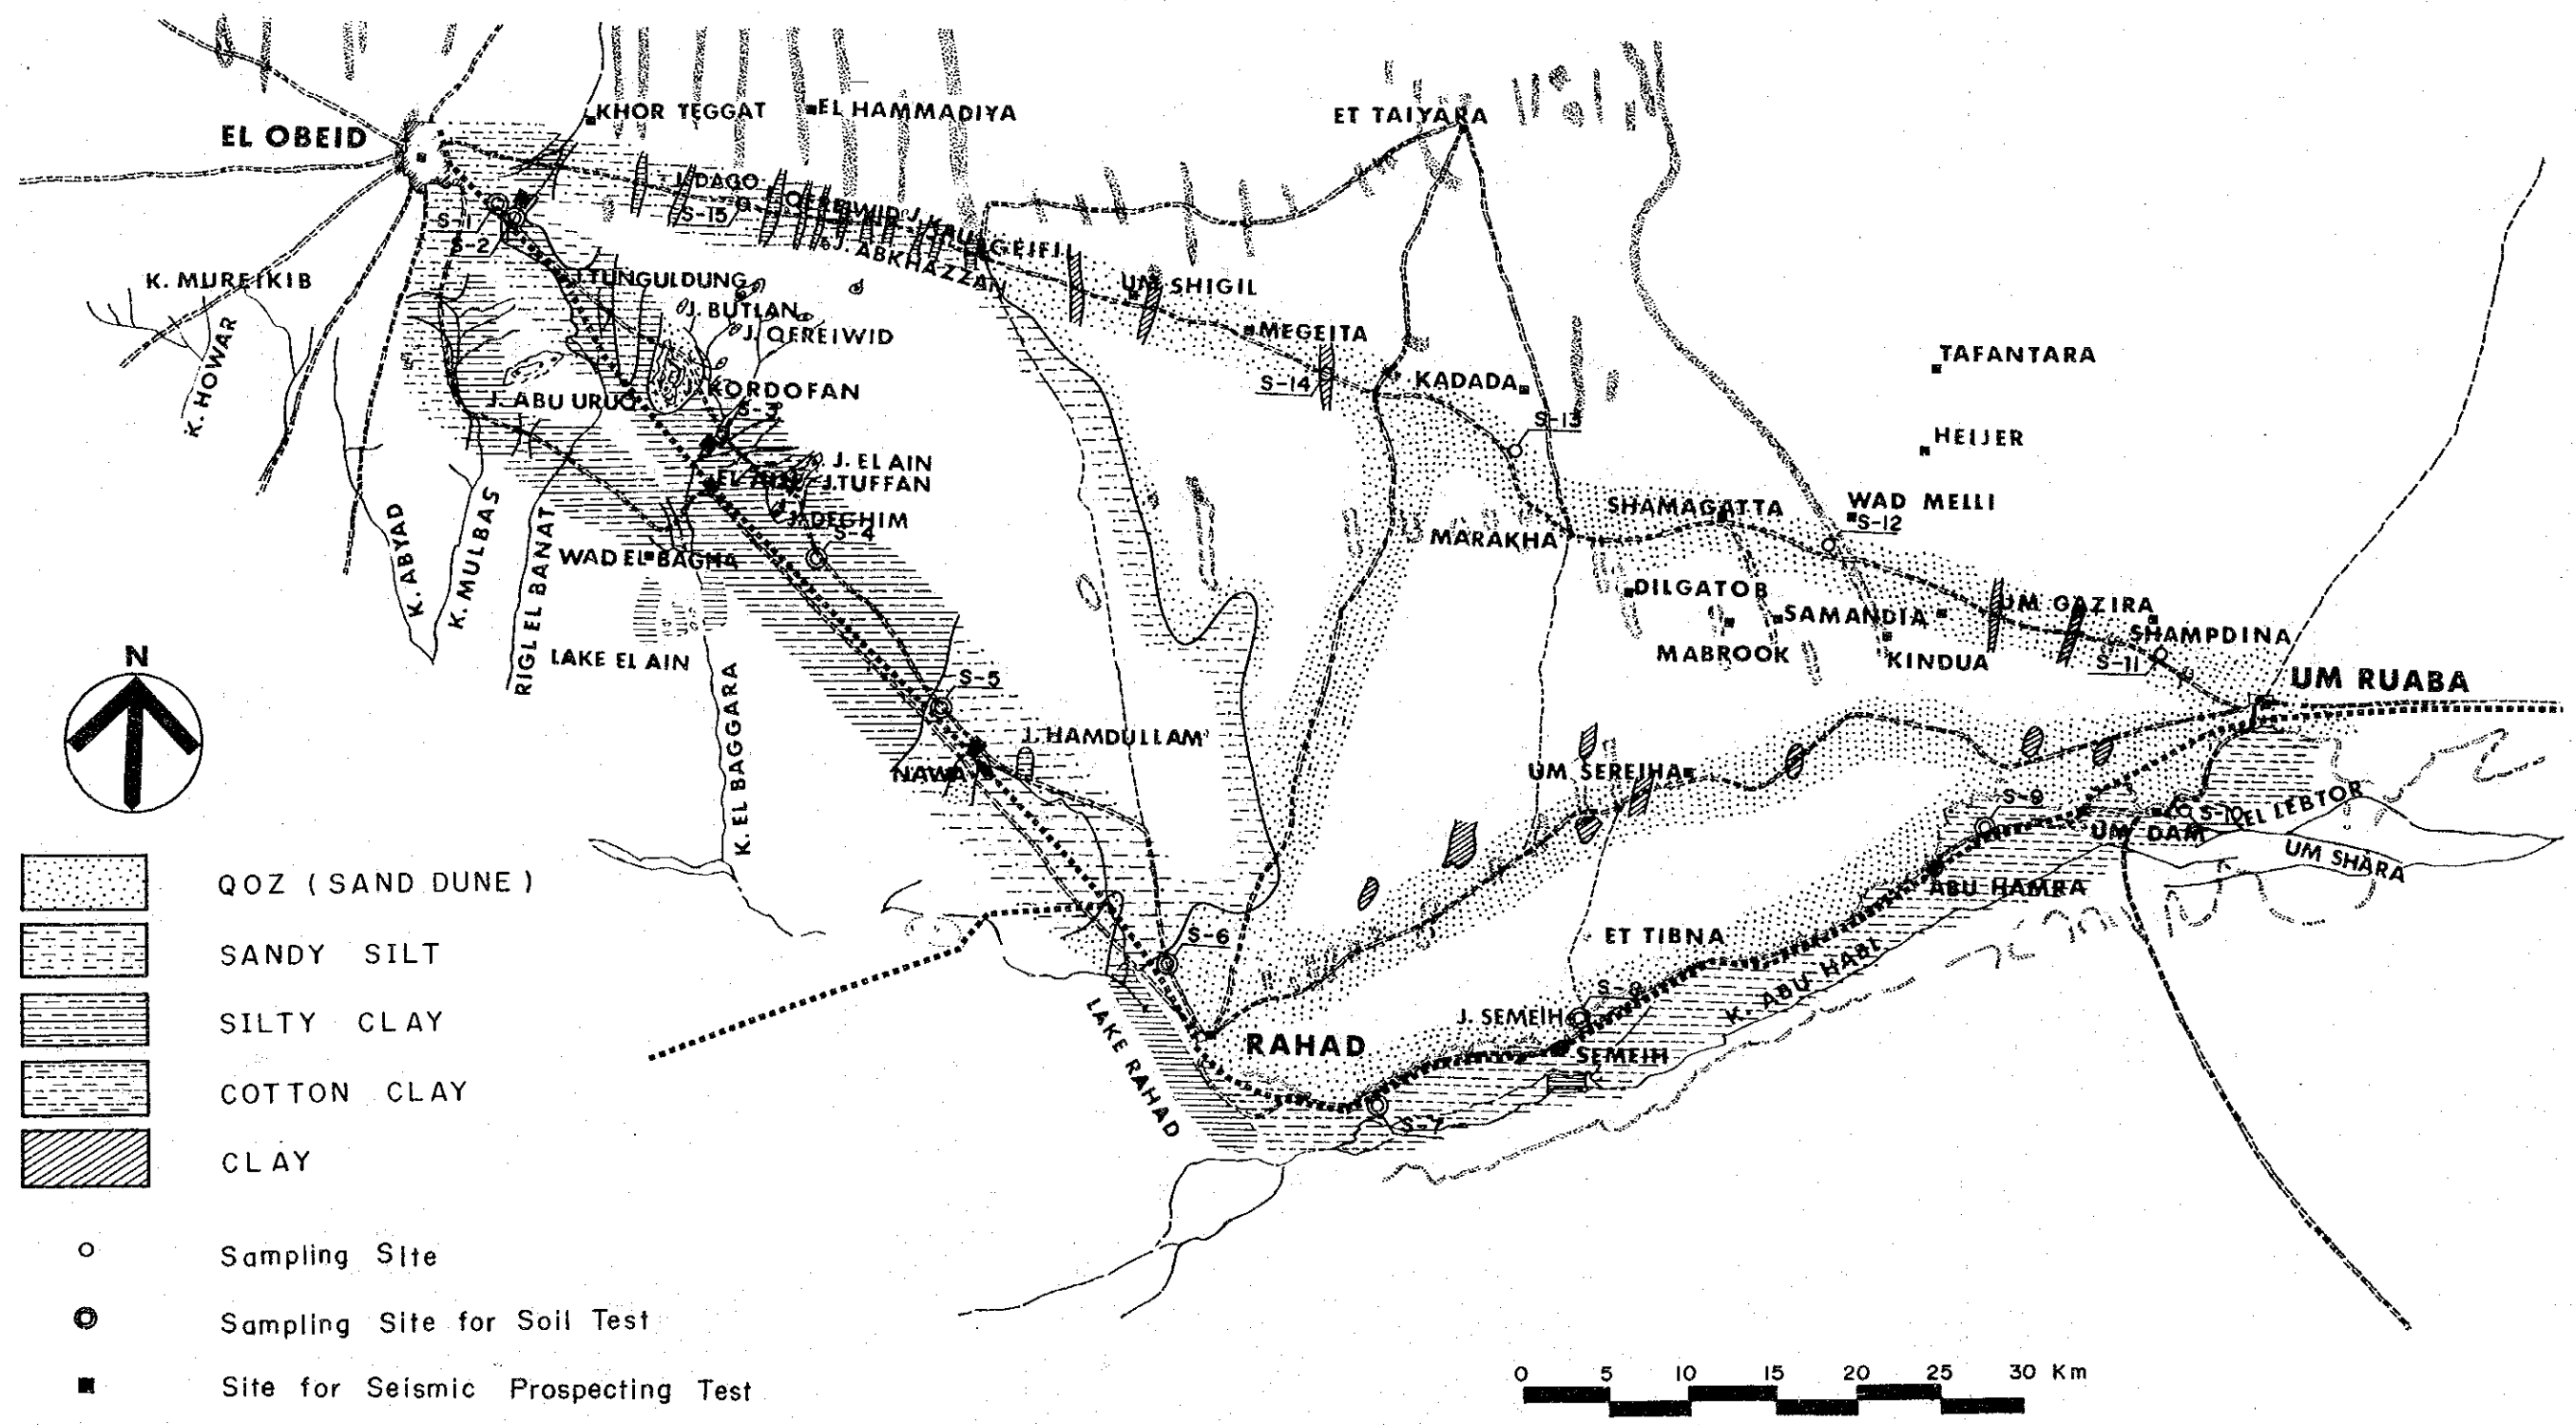 KHOR TEGGAT
EL HAMMADIYA
ET TAIYARA
EL OBEID
J. DAGO
S-15
S-1
S-2
J. ABKHAZZAN
GEIFIL
K. MUREIKIB
J. TUNGULDUNG
UM SHIGIL
J. BUTLAN
J. QEREIWID
MEGEITA
K. HOWAR
TAFANTARA
S-14
KADADA
J. KORDOFAN
J. ABU URUQ
S-3
S-13
HEIJER
J. EL AIN
J. TUFFAN
EL AIN
J. DEGHIM
S-4
SHAMAGATTA
WAD MELLI
S-12
MARAKHA
K. ABYAD
K. MULBAS
RIGL EL BANAT
WAD EL BAGHA
DILGATOB
UM GAZIRA
SAMANDIA
SHAMPDINA
MABROOK
KINDUA
S-11
LAKE EL AIN
N
S-5
UM RUABA
K. EL BAGGARA
J. HAMDULLAM
NAWA
UM SEREIHA
S-9
S-10
EL LEBTOR
UM DAM
UM SHARA
ABU HAMRA
QOZ ( SAND DUNE )
S-6
ET TIBNA
SANDY SILT
K. ABU HABL
S-8
J. SEMEIH
LAKE RAHAD
RAHAD
SEMEIH
SILTY CLAY
COTTON CLAY
S-7
CLAY
Sampling Site
Sampling Site for Soil Test
Site for Seismic Prospecting Test
0 5 10 15 20 25 30 Km